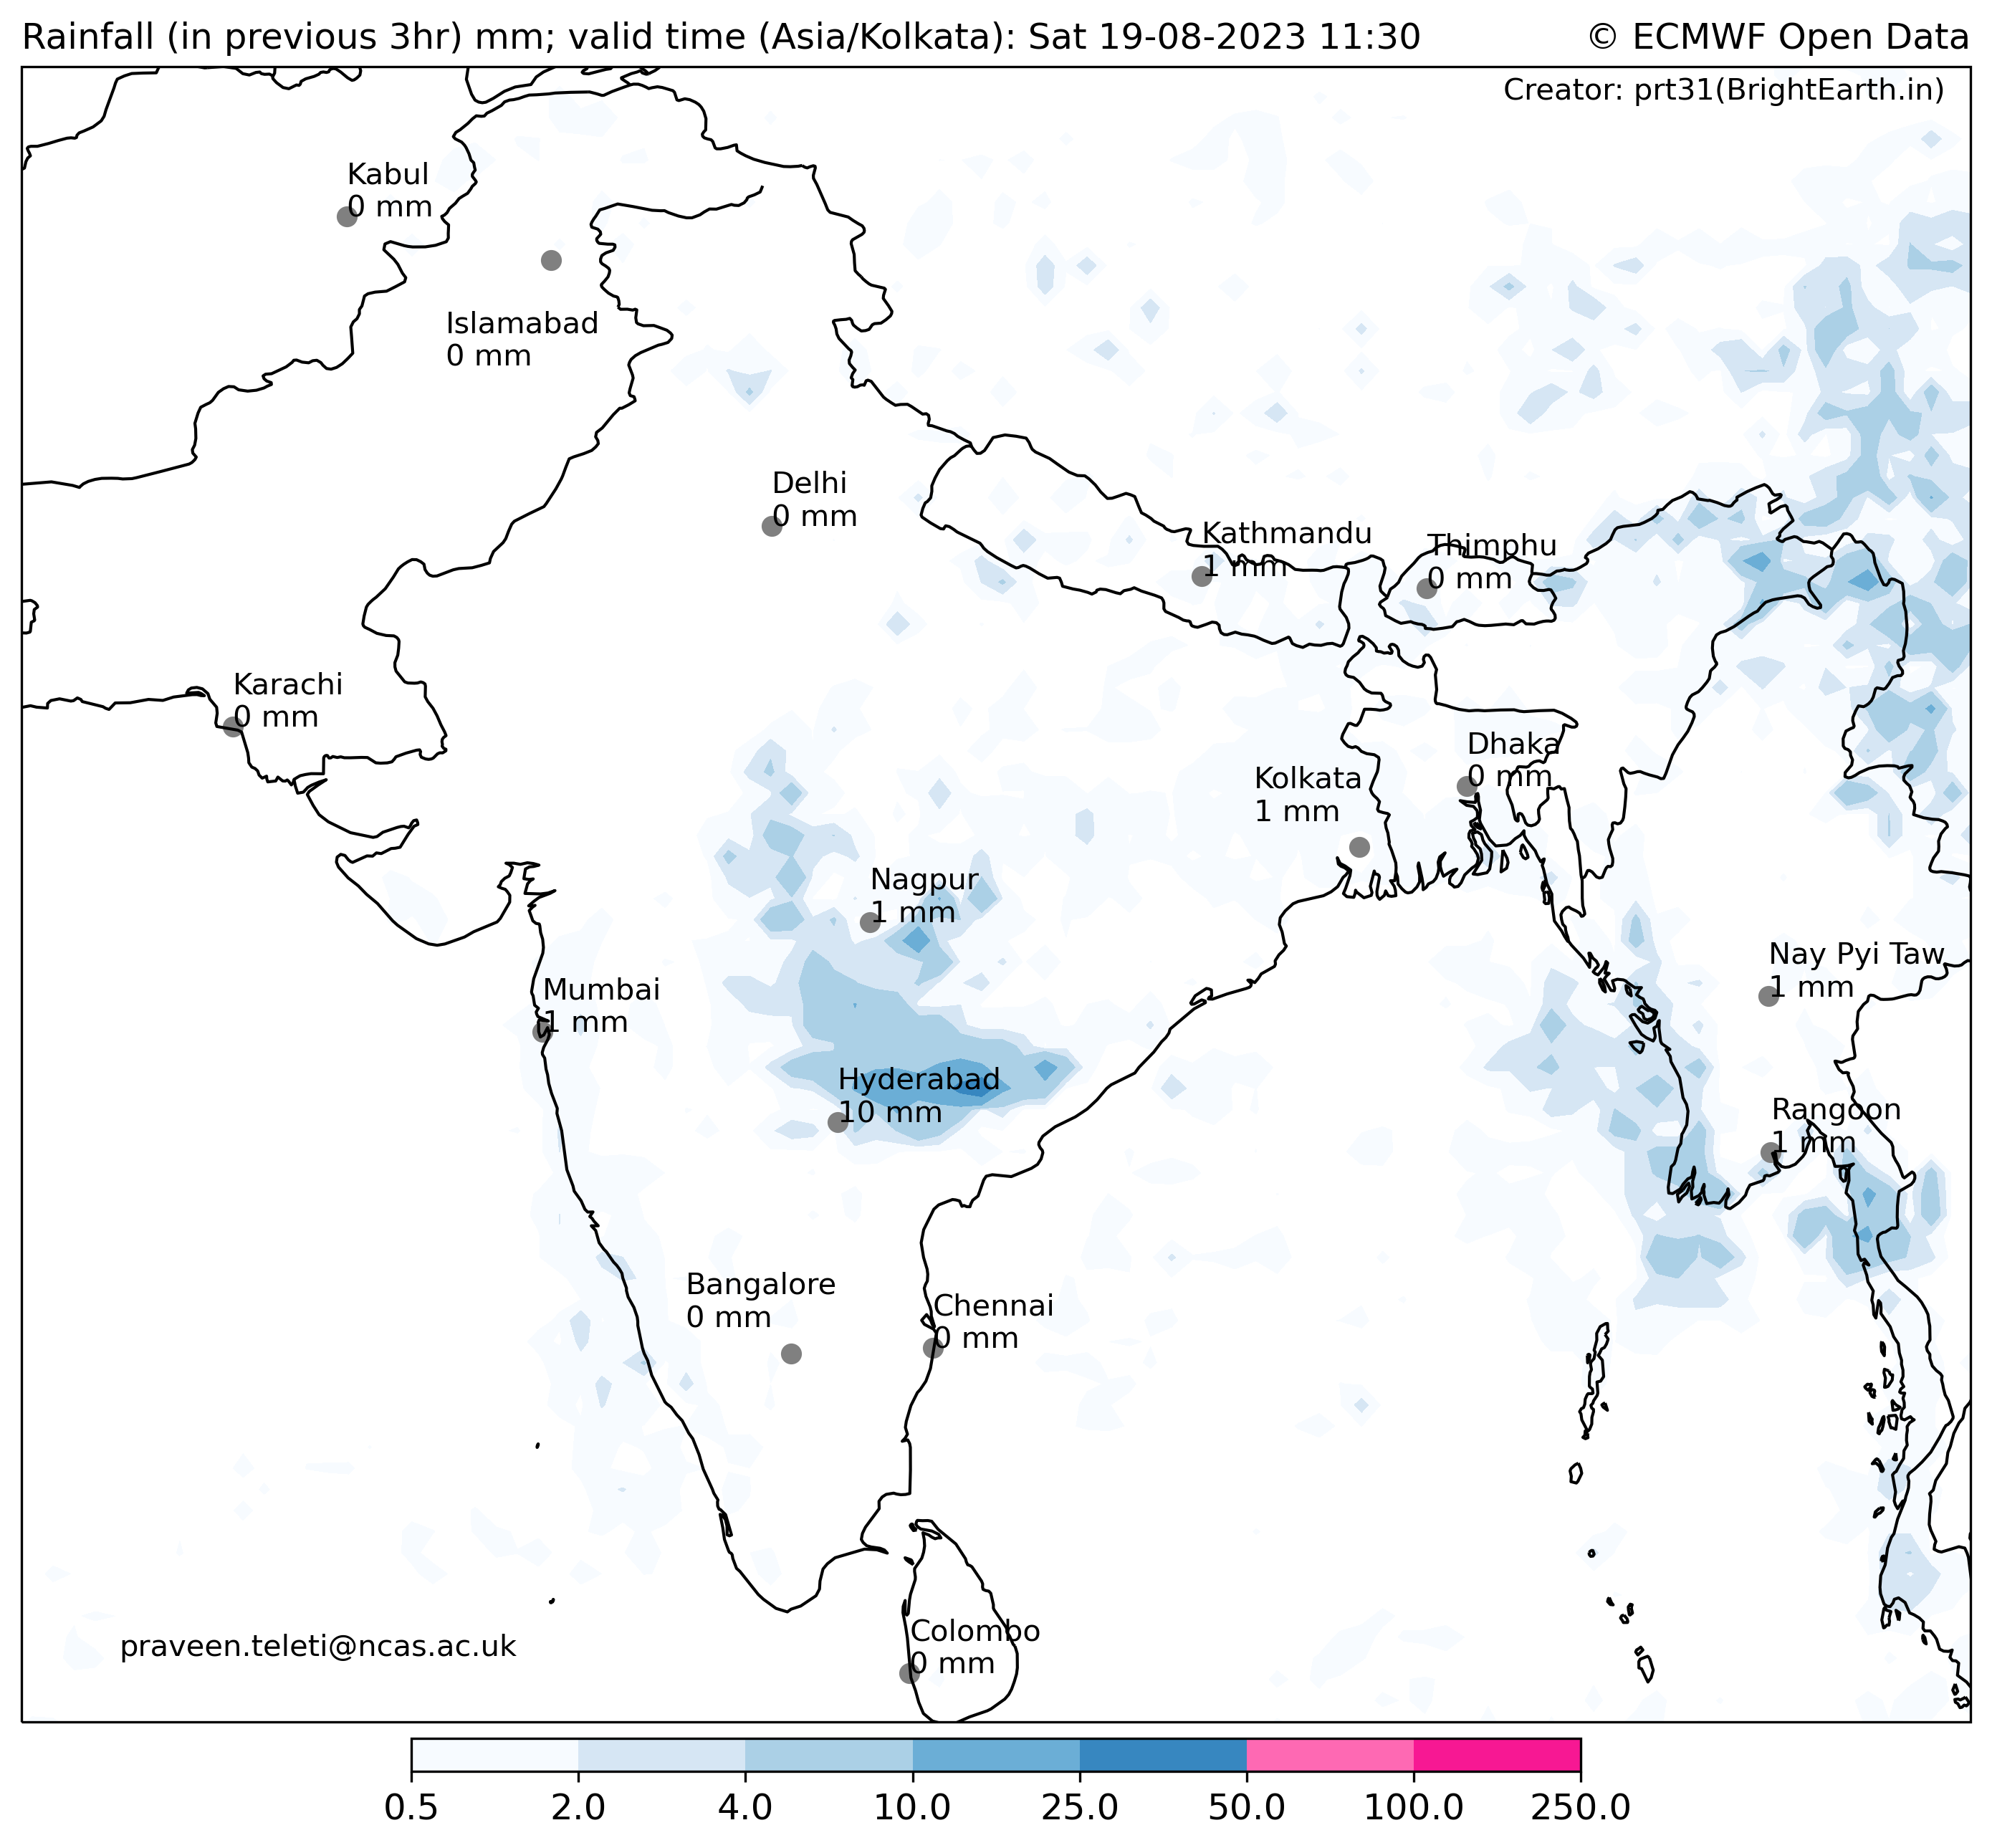 Rainfall (in previous 3hr) mm; valid time (Asia/Kolkata): Sat 19-08-2023 11:30
© ECMWF Open Data
Creator: prt31(BrightEarth.in)
Kabul
0 mm
Islamabad
0 mm
Delhi
0 mm
Kathmandu
1 mm
Thimphu
0 mm
Karachi
0 mm
Dhaka
0 mm
Kolkata
1 mm
Nagpur
1 mm
Nay Pyi Taw
1 mm
Mumbai
1 mm
Hyderabad
10 mm
Rangoon
1 mm
Bangalore
0 mm
Chennai
0 mm
Colombo
0 mm
praveen.teleti@ncas.ac.uk
0.5 2.0 4.0 10.0 25.0 50.0 100.0 250.0